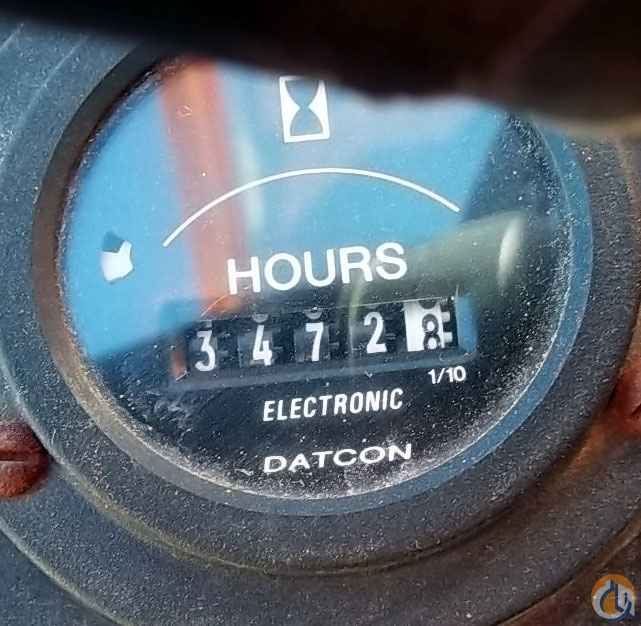 HOURS
3 4 7 2 8
1/10
ELECTRONIC
DATCON